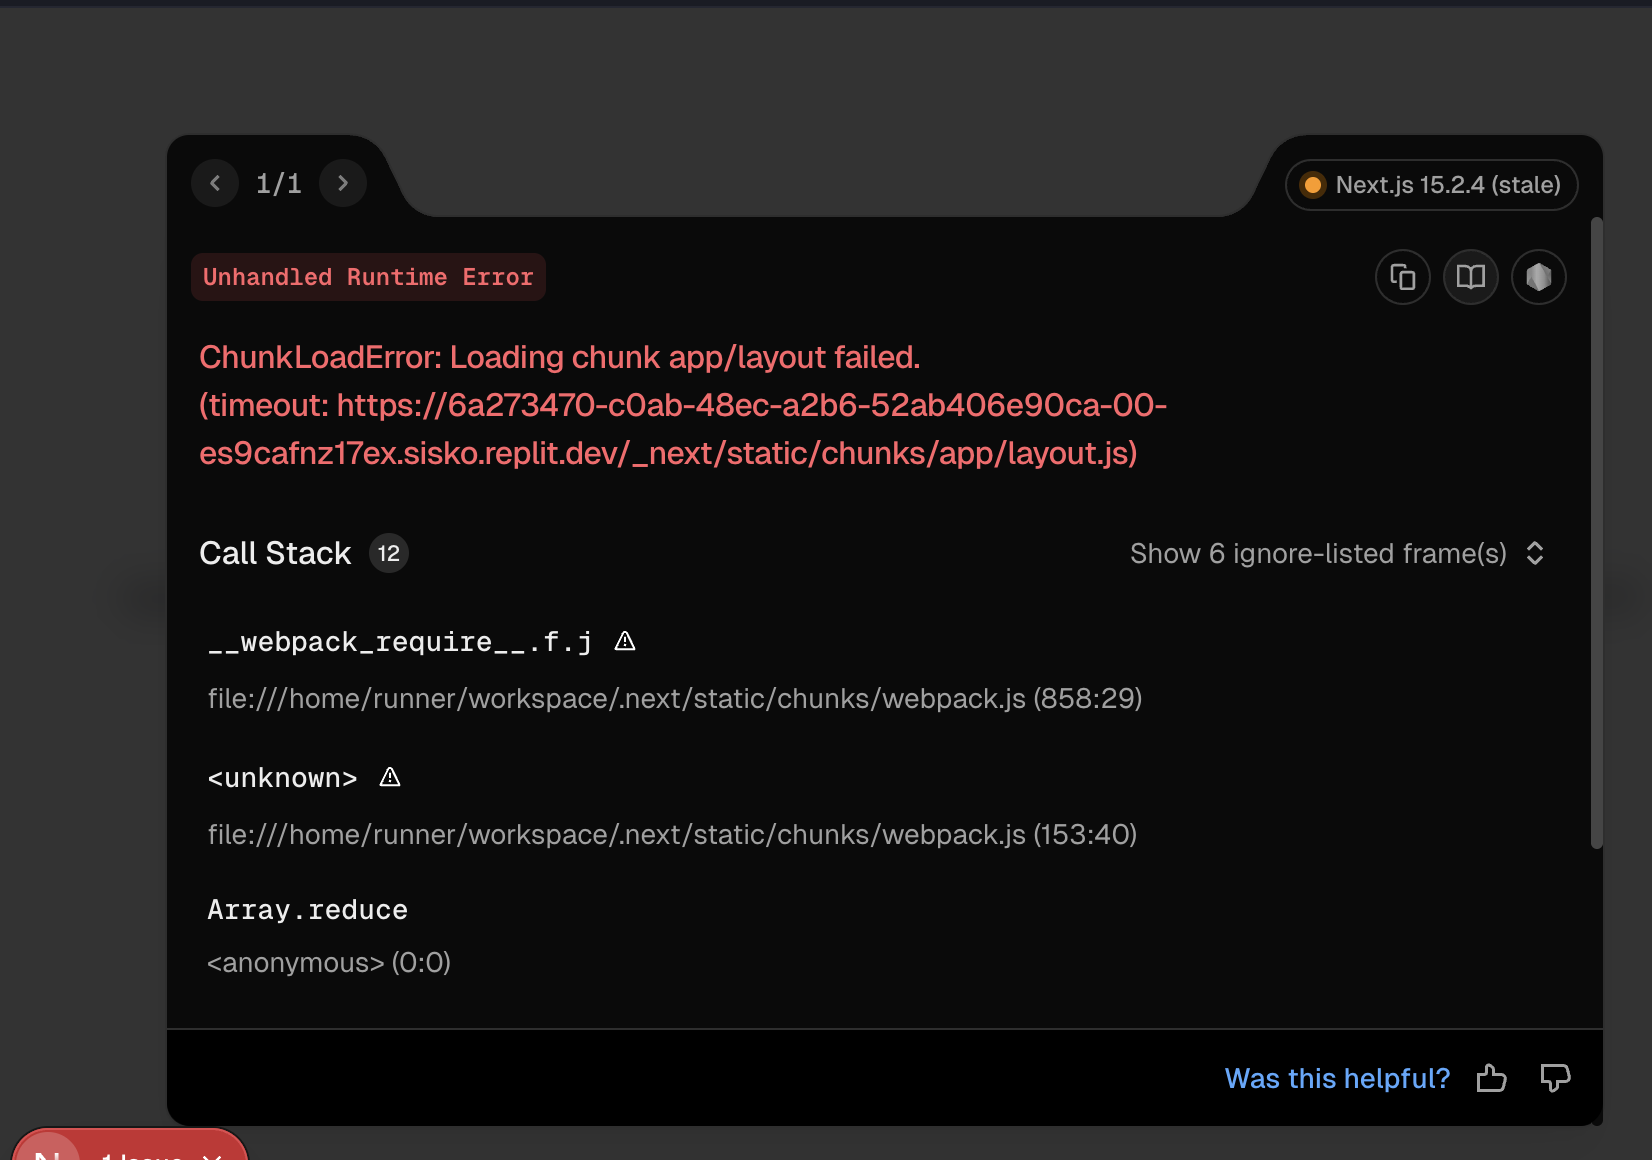 1/1
Next.js 15.2.4 (stale)
Unhandled Runtime Error
ChunkLoadError: Loading chunk app/layout failed.
(timeout: https://6a273470-c0ab-48ec-a2b6-52ab406e90ca-00-
es9cafnz17ex.sisko.replit.dev/_next/static/chunks/app/layout.js)
Call Stack 12
Show 6 ignore-listed frame(s)
__webpack_require__.f.j
file:///home/runner/workspace/.next/static/chunks/webpack.js (858:29)
<unknown>
file:///home/runner/workspace/.next/static/chunks/webpack.js (153:40)
Array.reduce
<anonymous> (0:0)
Was this helpful?
N 1 Issue